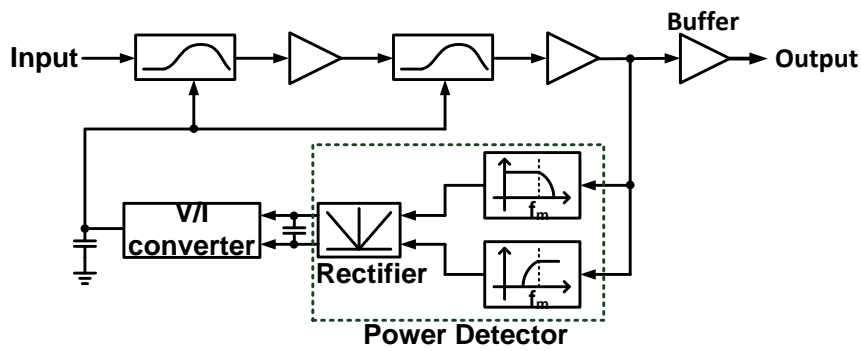 Buffer
Input
Output
V/I
converter
Rectifier
fm
fm
Power Detector